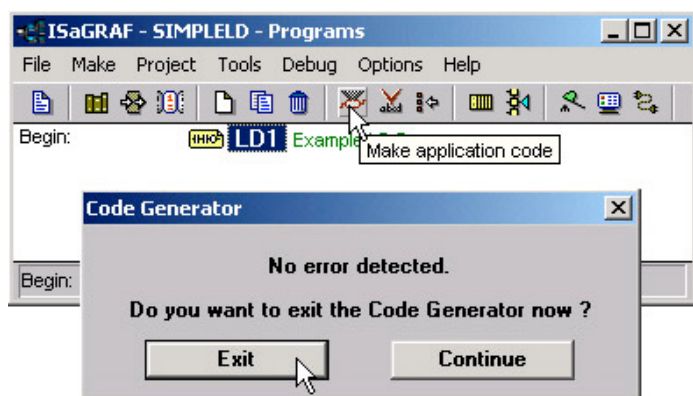 ISaGRAF - SIMPLELD - Programs
File Make Project Tools Debug Options Help
Begin: LD1
Make application code
Code Generator
No error detected.
Begin:
Do you want to exit the Code Generator now ?
Exit Continue